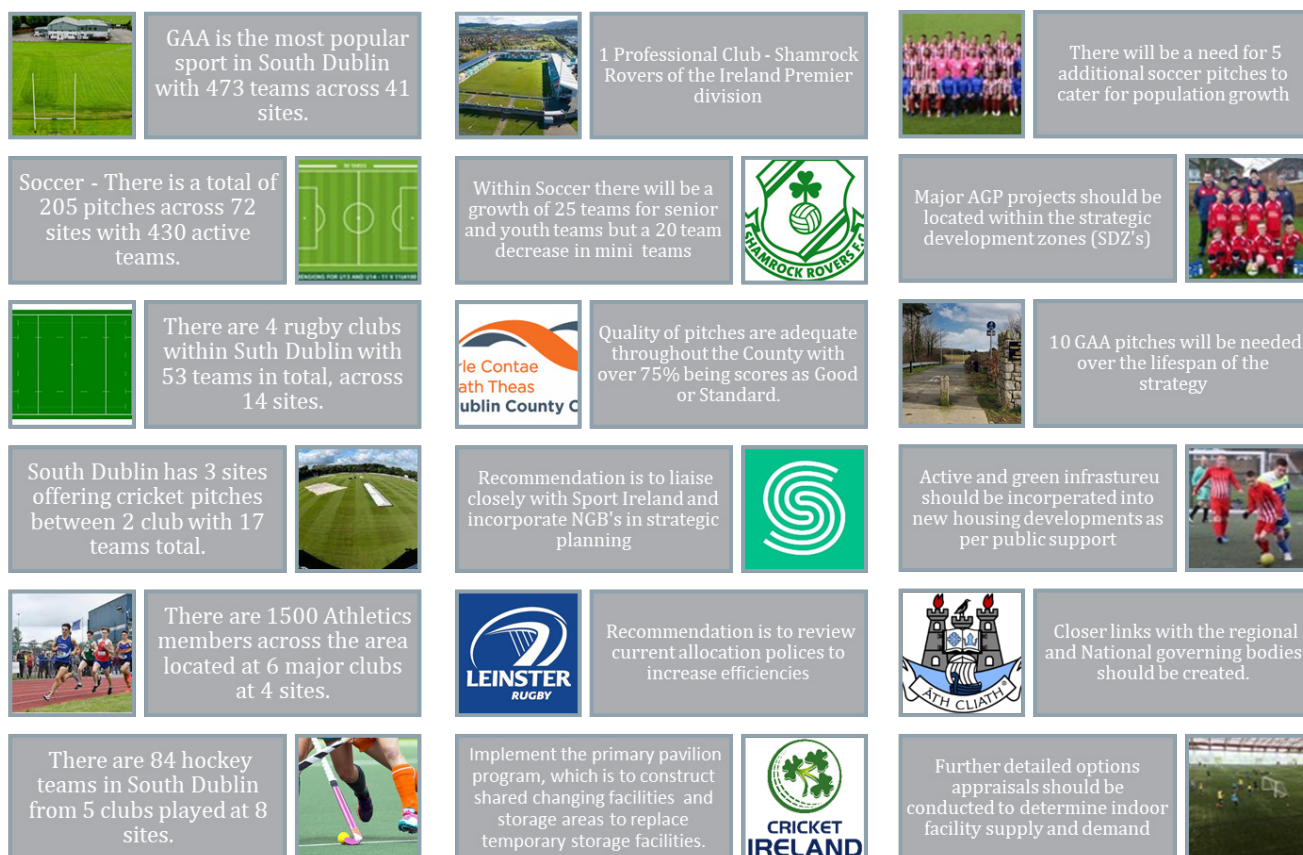 GAA is the most popular
sport in South Dublin
with 473 teams across 41
sites.
Soccer - There is a total of
205 pitches across 72
sites with 430 active
teams.
There are 4 rugby clubs
within Suth Dublin with
53 teams in total, across
14 sites.
South Dublin has 3 sites
offering cricket pitches
between 2 club with 17
teams total.
There are 1500 Athletics
members across the area
located at 6 major clubs
at 4 sites.
There are 84 hockey
teams in South Dublin
from 5 clubs played at 8
sites.
1 Professional Club - Shamrock
Rovers of the Ireland Premier
division
Within Soccer there will be a
growth of 25 teams for senior
and youth teams but a 20 team
decrease in mini teams
SHAMROCK ROVERS F.C
rle Contae
ath Theas
ublin County C
Quality of pitches are adequate
throughout the County with
over 75% being scores as Good
or Standard.
Recommendation is to liaise
closely with Sport Ireland and
incorporate NGB's in strategic
planning
LEINSTER
RUGBY
Recommendation is to review
current allocation polices to
increase efficiencies
Implement the primary pavilion
program, which is to construct
shared changing facilities and
storage areas to replace
temporary storage facilities.
CRICKET
IRELAND
There will be a need for 5
additional soccer pitches to
cater for population growth
Major AGP projects should be
located within the strategic
development zones (SDZ's)
10 GAA pitches will be needed
over the lifespan of the
strategy
Active and green infrastureu
should be incorperated into
new housing developments as
per public support
ÁTH CLIATH
Closer links with the regional
and National governing bodies
should be created.
Further detailed options
appraisals should be
conducted to determine indoor
facility supply and demand